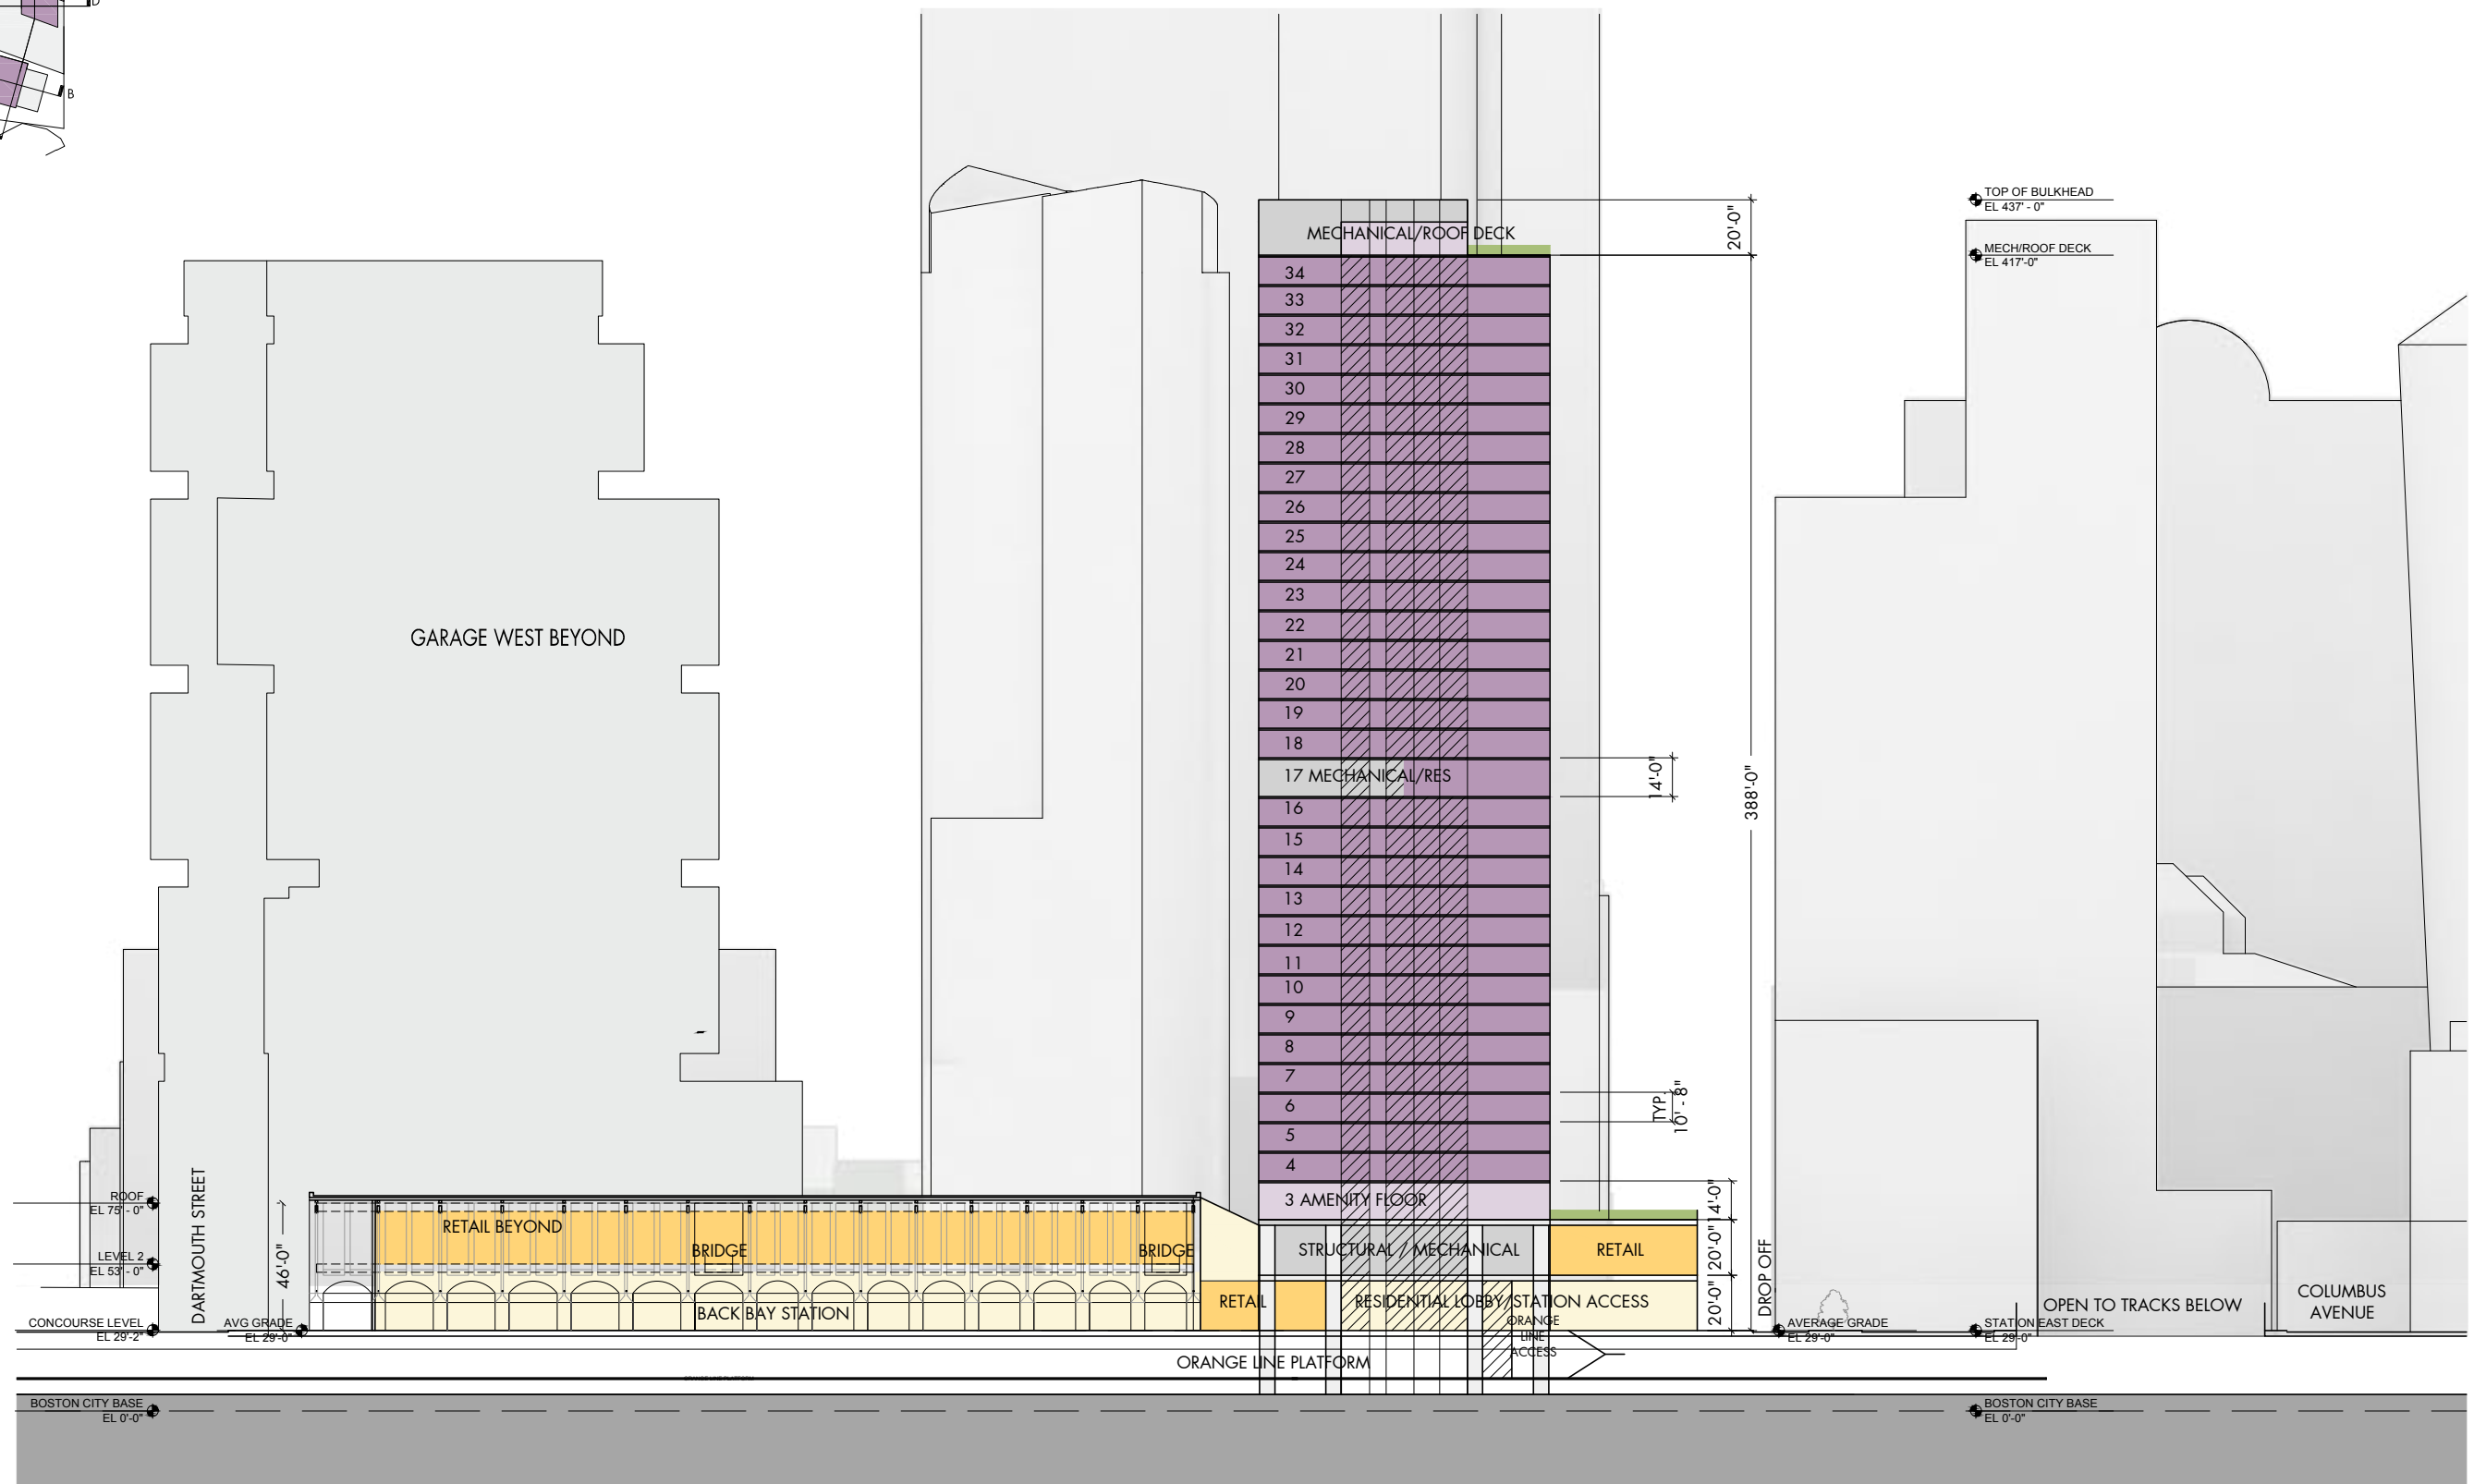 D
B
TOP OF BULKHEAD
EL 437' - 0"
20'-0"
MECHANICAL/ROOF DECK
MECH/ROOF DECK
EL 417'-0"
34
33
32
31
30
29
28
27
26
25
24
23
22
21
20
19
18
17 MECHANICAL/RES
16
15
14
13
12
11
10
9
8
7
6
5
4
3 AMENITY FLOOR
14'-0"
388'-0"
TYP.
10' - 8"
14'-0"
20'-0"
20'-0"
GARAGE WEST BEYOND
DARTMOUTH STREET
ROOF
EL 75' - 0"
LEVEL 2
EL 53' - 0"
CONCOURSE LEVEL
EL 29'-2"
AVG GRADE
EL 29'-0"
46'-0"
RETAIL BEYOND
BRIDGE
BRIDGE
BACK BAY STATION
STRUCTURAL / MECHANICAL
RETAIL
RETAIL
RESIDENTIAL LOBBY/STATION ACCESS
ORANGE
LINE
ACCESS
ORANGE LINE PLATFORM
ORANGE LINE PLATFORM
DROP OFF
AVERAGE GRADE
EL 29'-0"
STATION EAST DECK
EL 29'-0"
OPEN TO TRACKS BELOW
COLUMBUS
AVENUE
BOSTON CITY BASE
EL 0'-0"
BOSTON CITY BASE
EL 0'-0"